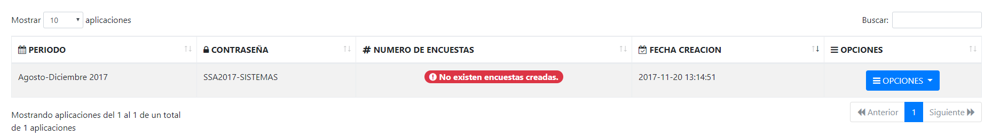 Mostrar 10 aplicaciones
Buscar:
PERIODO CONTRASEÑA # NUMERO DE ENCUESTAS FECHA CREACION OPCIONES
Agosto-Diciembre 2017 SSA2017-SISTEMAS No existen encuestas creadas. 2017-11-20 13:14:51 OPCIONES
Mostrando aplicaciones del 1 al 1 de un total
de 1 aplicaciones
Anterior 1 Siguiente